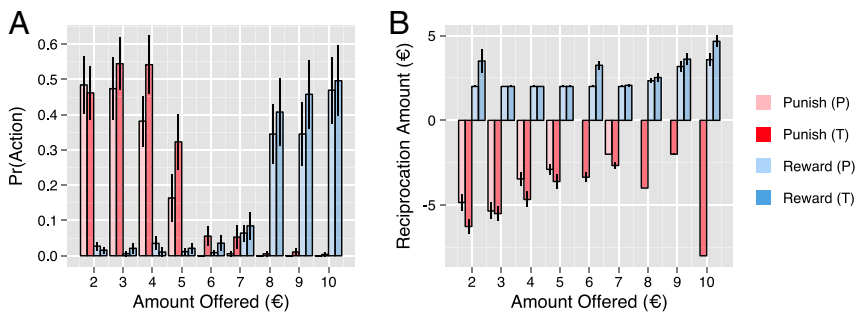 A
B
Pr(Action)
0.6
0.5
0.4
0.3
0.2
0.1
0.0
2 3 4 5 6 7 8 9 10
Amount Offered (€)
Reciprocation Amount (€)
5
0
-5
2 3 4 5 6 7 8 9 10
Amount Offered (€)
Punish (P)
Punish (T)
Reward (P)
Reward (T)